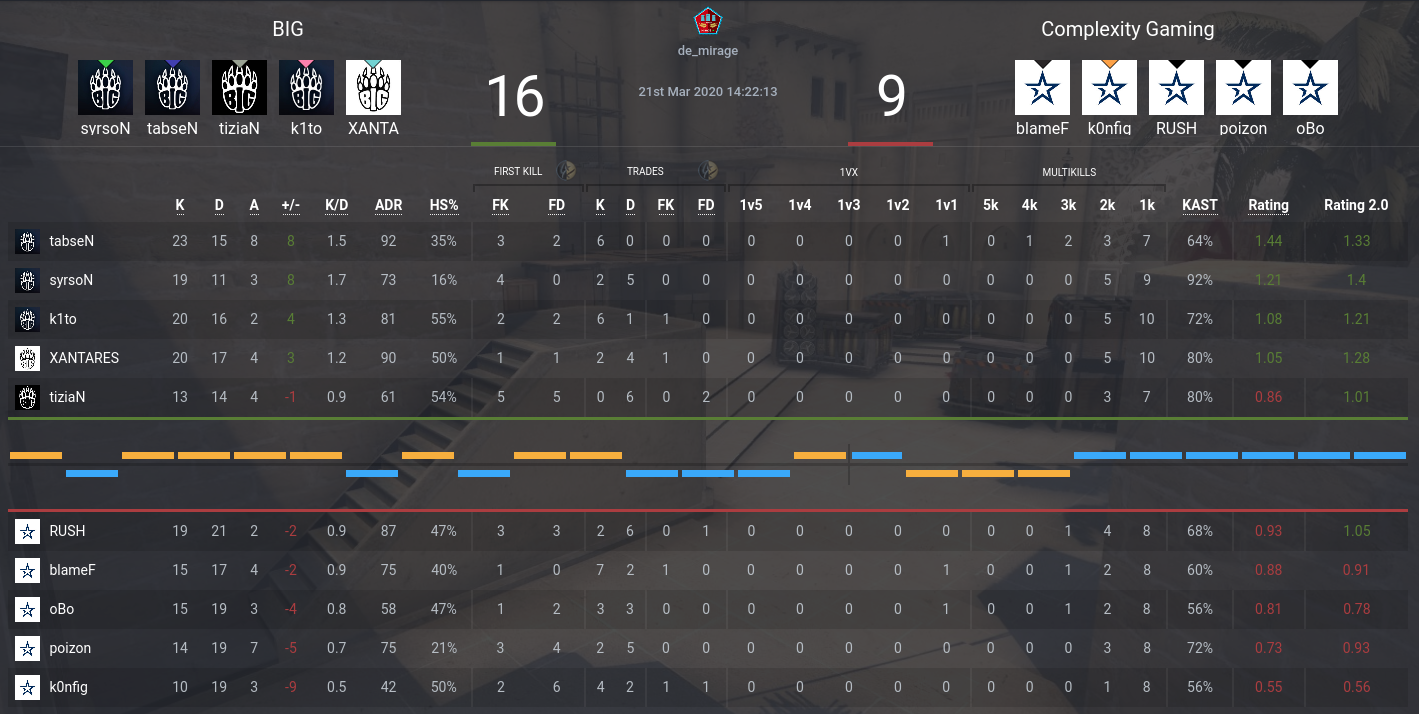 BIG
Complexity Gaming
de_mirage
21st Mar 2020 14:22:13
16
9
syrsoN tabseN tiziaN k1to XANTA
blameF k0nfig RUSH poizon oBo
FIRST KILL TRADES 1VX MULTIKILLS
K D A +/- K/D ADR HS% FK FD K D FK FD 1v5 1v4 1v3 1v2 1v1 5k 4k 3k 2k 1k KAST Rating Rating 2.0
tabseN 23 15 8 8 1.5 92 35% 3 2 6 0 0 0 0 0 0 0 1 0 1 2 3 7 64% 1.44 1.33
syrsoN 19 11 3 8 1.7 73 16% 4 0 2 5 0 0 0 0 0 0 0 0 0 0 5 9 92% 1.21 1.4
k1to 20 16 2 4 1.3 81 55% 2 2 6 1 1 0 0 0 0 0 0 0 0 0 5 10 72% 1.08 1.21
XANTARES 20 17 4 3 1.2 90 50% 1 1 2 4 1 0 0 0 0 0 0 0 0 0 5 10 80% 1.05 1.28
tiziaN 13 14 4 -1 0.9 61 54% 5 5 0 6 0 2 0 0 0 0 0 0 0 0 3 7 80% 0.86 1.01
RUSH 19 21 2 -2 0.9 87 47% 3 3 2 6 0 1 0 0 0 0 0 0 0 1 4 8 68% 0.93 1.05
blameF 15 17 4 -2 0.9 75 40% 1 0 7 2 1 0 0 0 0 0 1 0 0 1 2 8 60% 0.88 0.91
oBo 15 19 3 -4 0.8 58 47% 1 2 3 3 0 0 0 0 0 0 1 0 0 1 2 8 56% 0.81 0.78
poizon 14 19 7 -5 0.7 75 21% 3 4 2 5 0 0 0 0 0 0 0 0 0 0 3 8 72% 0.73 0.93
k0nfig 10 19 3 -9 0.5 42 50% 2 6 4 2 1 1 0 0 0 0 0 0 0 0 1 8 56% 0.55 0.56